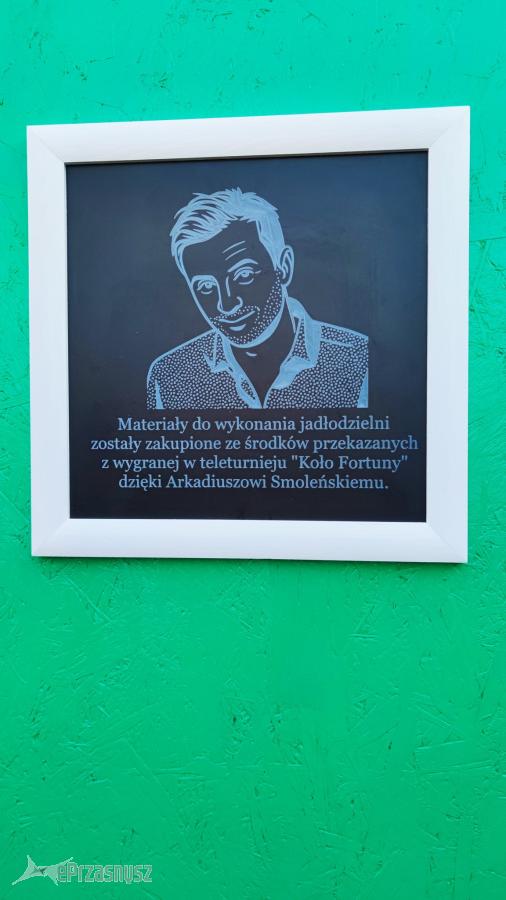 Materiały do wykonania jadłodzielni
zostały zakupione ze środków przekazanych
z wygranej w teleturnieju "Koło Fortuny"
dzięki Arkadiuszowi Smoleńskiemu.
ePrzasnysz